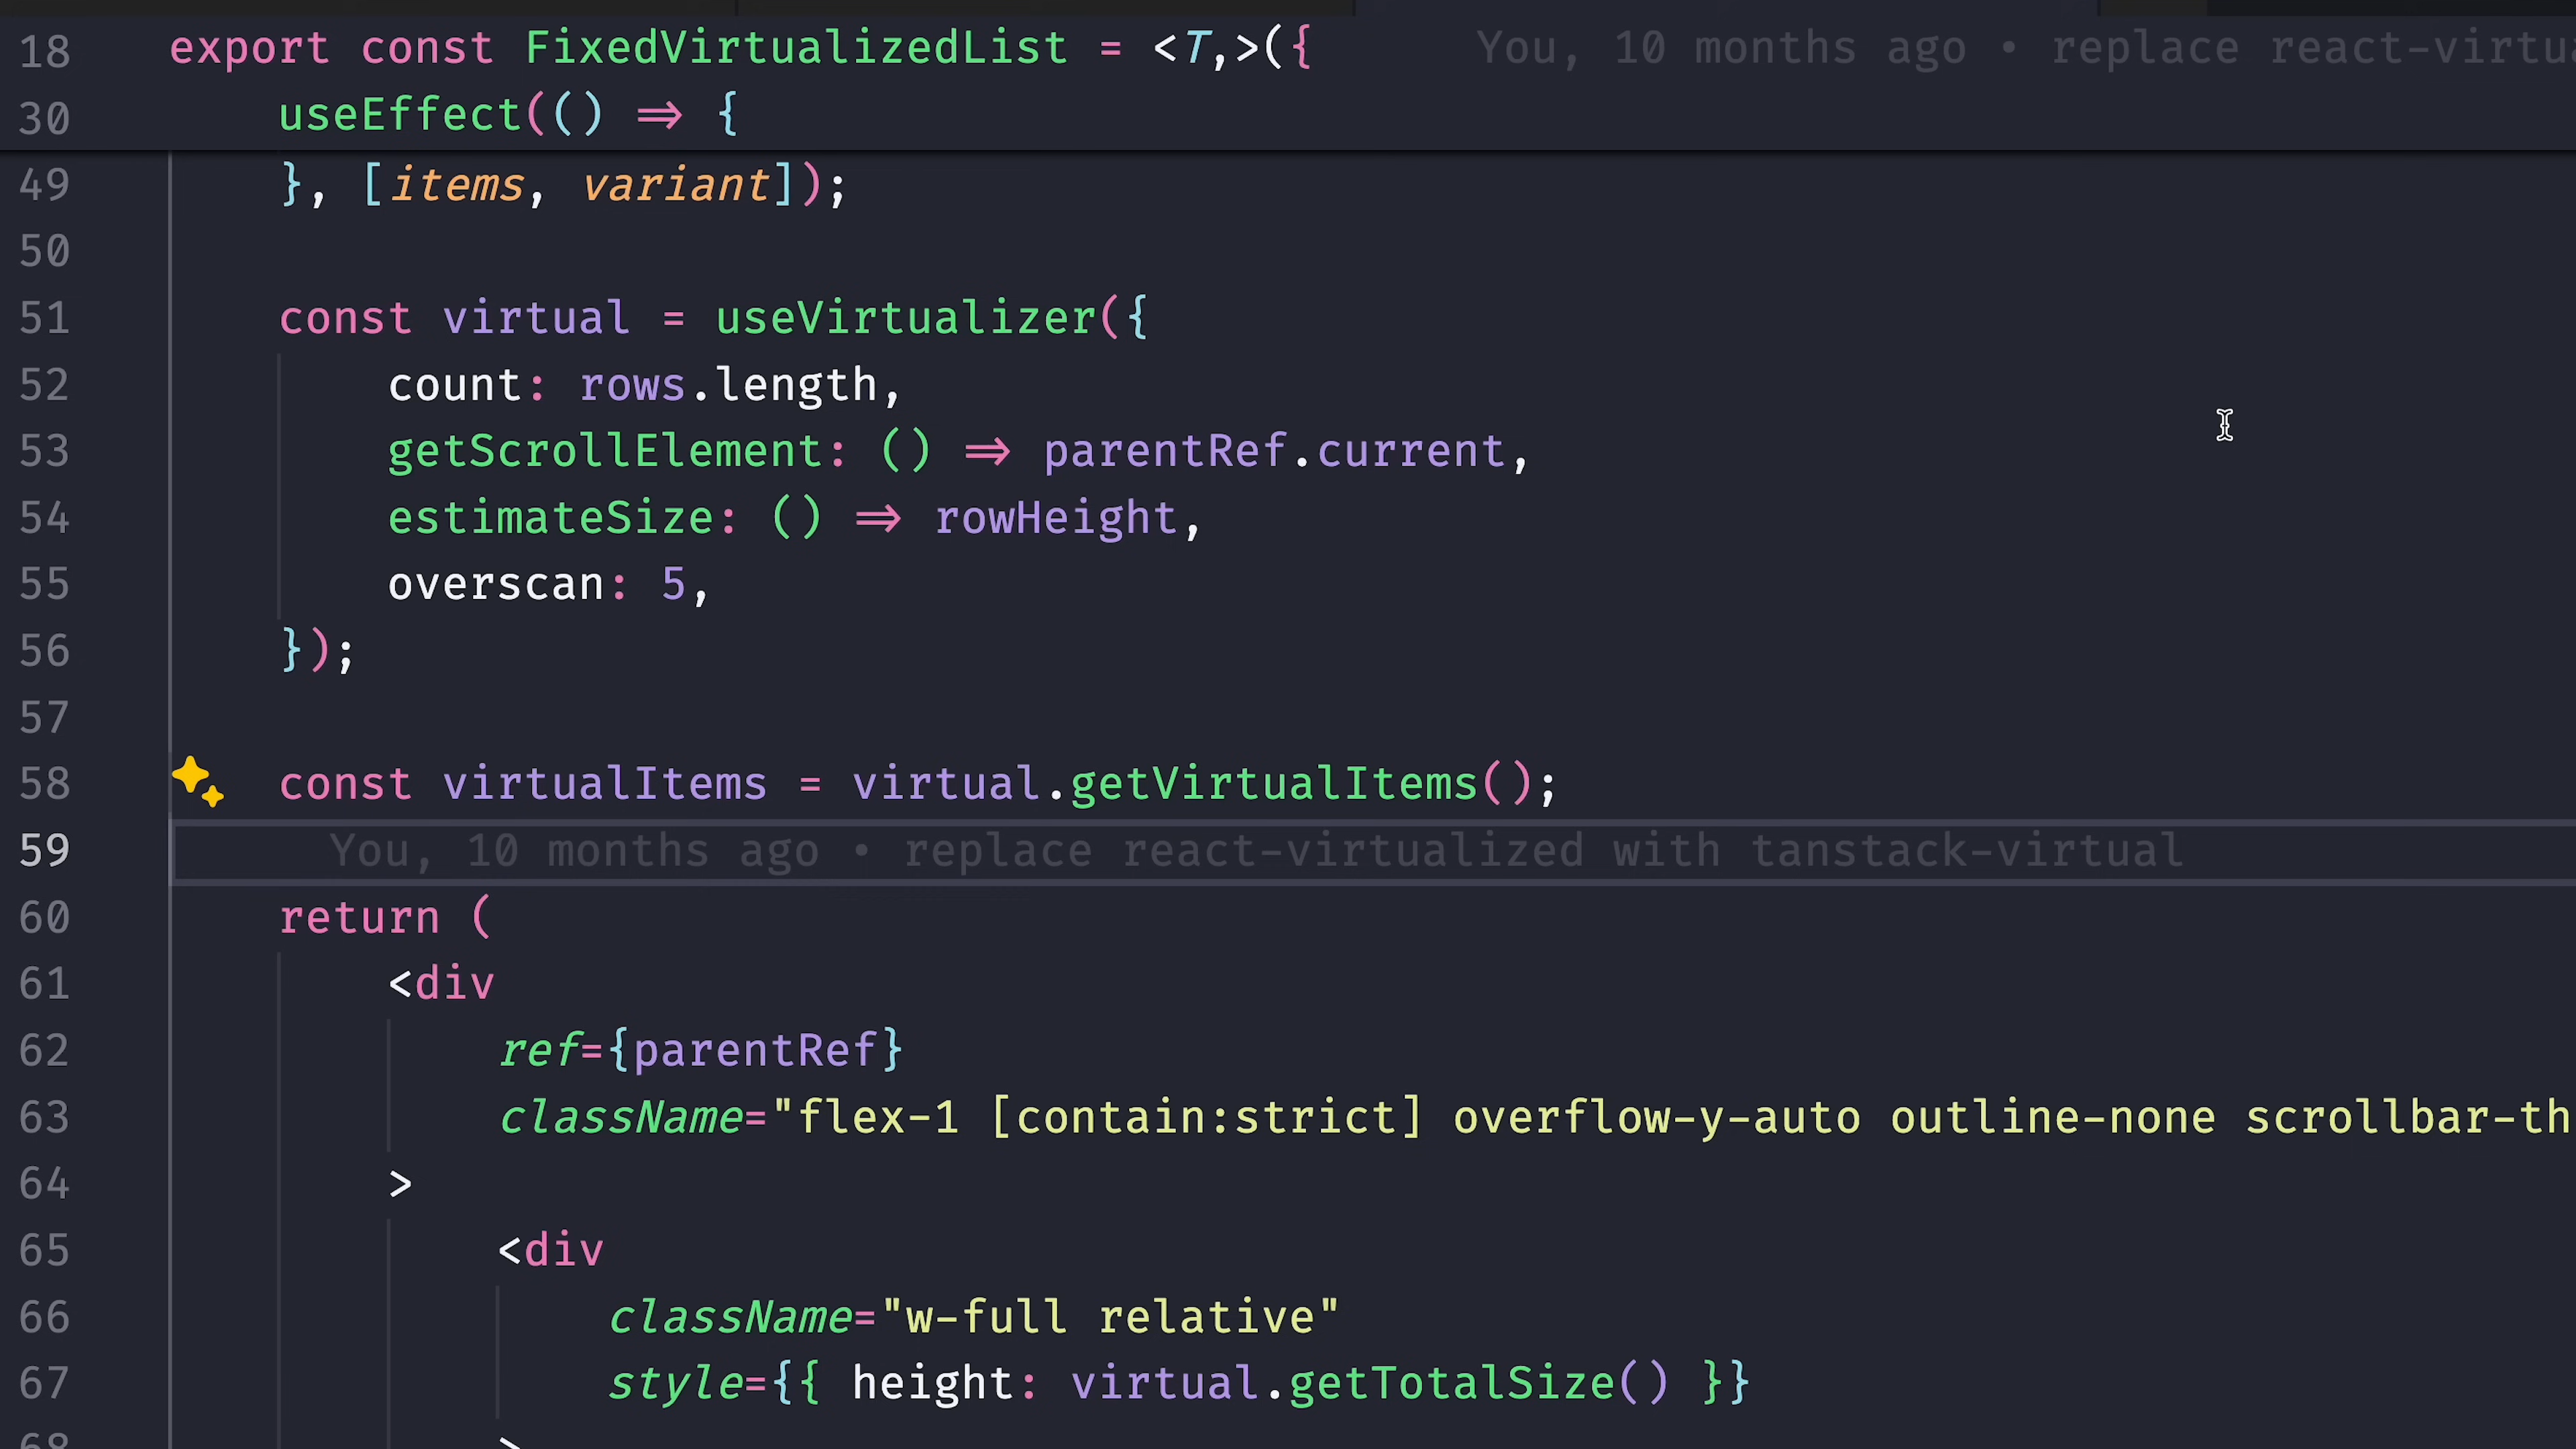 18 export const FixedVirtualizedList = <T,>({ You, 10 months ago • replace
30 useEffect(() => {
49 }, [items, variant]);
50
51 const virtual = useVirtualizer({
52 count: rows.length,
53 getScrollElement: () => parentRef.current,
54 estimateSize: () => rowHeight,
55 overscan: 5,
56 });
57
58 const virtualItems = virtual.getVirtualItems();
59 You, 10 months ago • replace react-virtualized with tanstack-virtual
60 return (
61 <div
62 ref={parentRef}
63 className="flex-1 [contain:strict] overflow-y-auto outline-none scrollbar-th
64 >
65 <div
66 className="w-full relative"
67 style={{ height: virtual.getTotalSize() }}
68 >